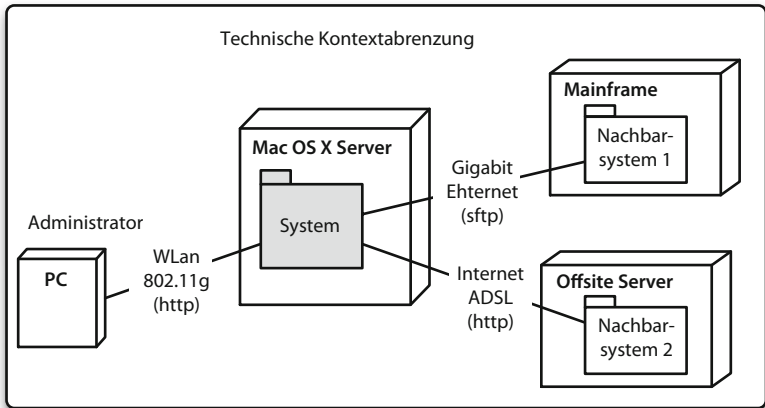 Technische Kontextabrenzung
Mainframe
Nachbar-
system 1
Mac OS X Server
System
Gigabit
Ehternet
(sftp)
Administrator
PC
WLan
802.11g
(http)
Internet
ADSL
(http)
Offsite Server
Nachbar-
system 2